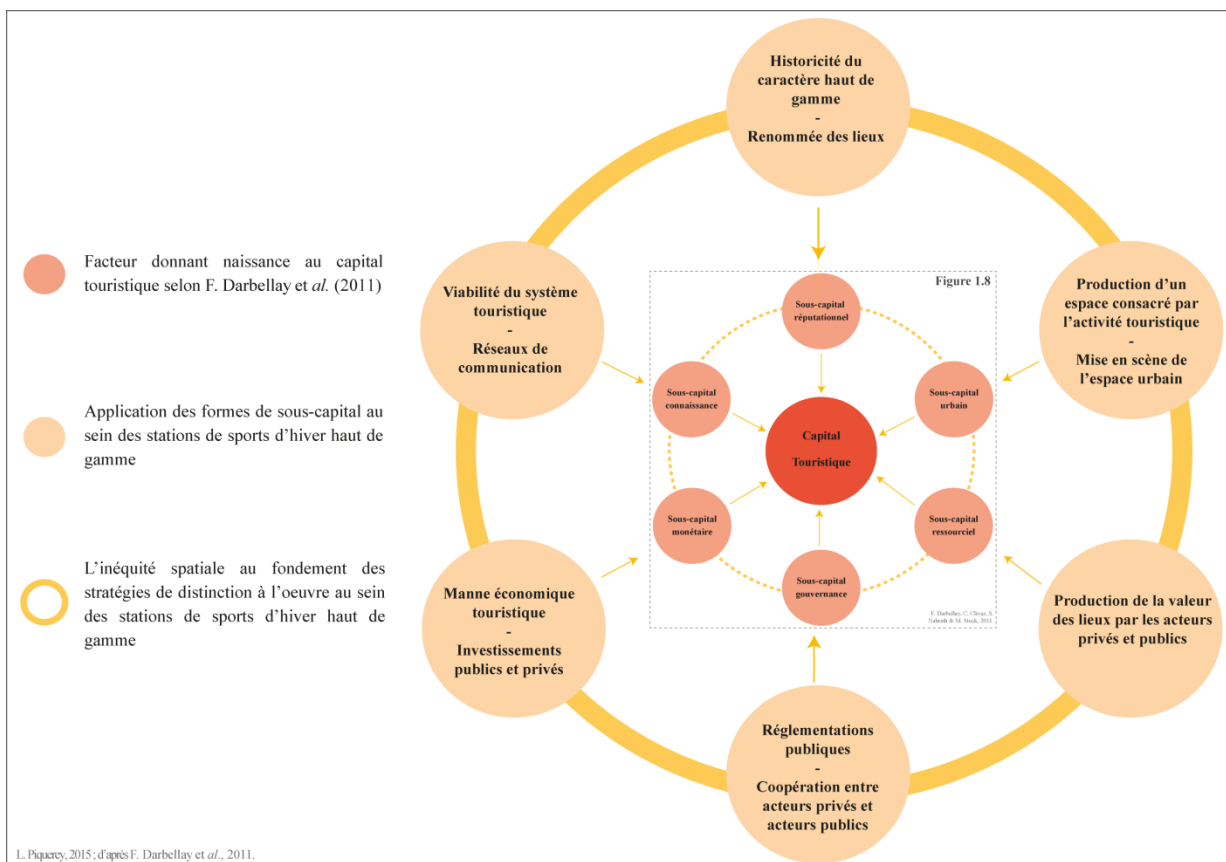 Historicité du
caractère haut de
gamme
-
Renommée des lieux
Facteur donnant naissance au capital
touristique selon F. Darbellay et al. (2011)
Application des formes de sous-capital au
sein des stations de sports d'hiver haut de
gamme
L'inéquité spatiale au fondement des
stratégies de distinction à l'oeuvre au sein
des stations de sports d'hiver haut de
gamme
Viabilité du système
touristique
-
Réseaux de
communication
Production d'un
espace consacré par
l'activité touristique
-
Mise en scène de
l'espace urbain
Figure 1.8
Sous-capital
réputationnel
Sous-capital
connaissance
Sous-capital
urbain
Capital
Touristique
Sous-capital
monétaire
Sous-capital
ressourciel
Sous-capital
gouvernance
F. Darbellay, C. Clivaz, S.
Nahrath & M. Stock, 2011.
Manne économique
touristique
-
Investissements
publics et privés
Production de la valeur
des lieux par les acteurs
privés et publics
Réglementations
publiques
-
Coopération entre
acteurs privés et
acteurs publics
L. Piquerey, 2015 ; d'après F. Darbellay et al., 2011.